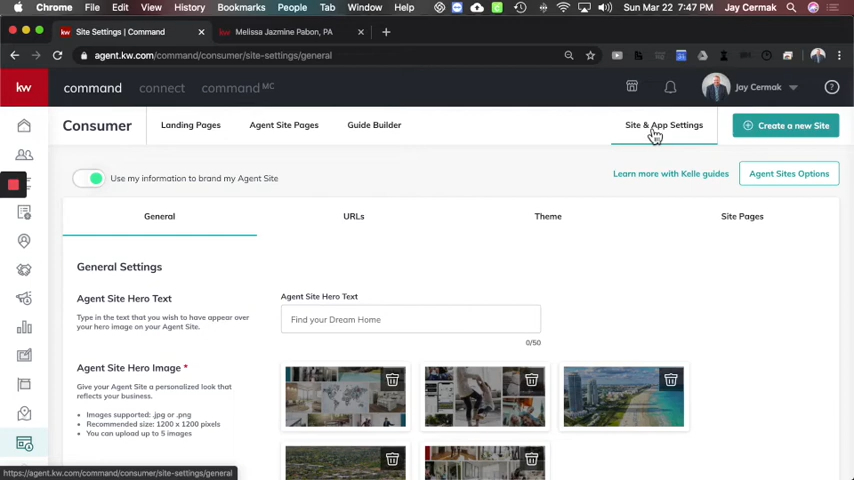 Chrome File Edit View History Bookmarks People Tab Window Help Sun Mar 22 7:47 PM Jay Cermak
kw Site Settings | Command
kw Melissa Jazmine Pabon, PA
agent.kw.com/command/consumer/site-settings/general
kw command connect command MC Jay Cermak
Consumer Landing Pages Agent Site Pages Guide Builder Site & App Settings Create a new Site
Use my information to brand my Agent Site Learn more with Kelle guides Agent Sites Options
General URLs Theme Site Pages
General Settings
Agent Site Hero Text
Type in the text that you wish to have appear
over your hero image on your Agent Site.
Agent Site Hero Text
Find your Dream Home
0/50
Agent Site Hero Image *
Give your Agent Site a personalized look that
reflects your business.
• Images supported: .jpg or .png
• Recommended size: 1200 x 1200 pixels
• You can upload up to 5 images
https://agent.kw.com/command/consumer/site-settings/general